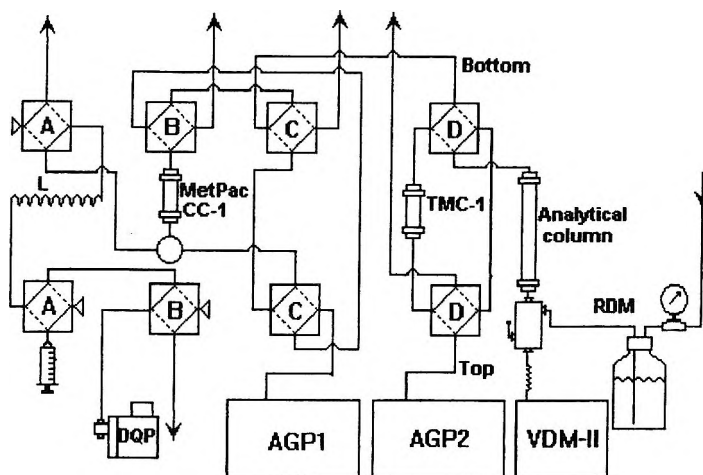 Bottom
A
B
C
D
L
MetPac
CC-1
TMC-1
Analytical
column
A
B
C
D
RDM
Top
DQP
AGP1
AGP2
VDM-II